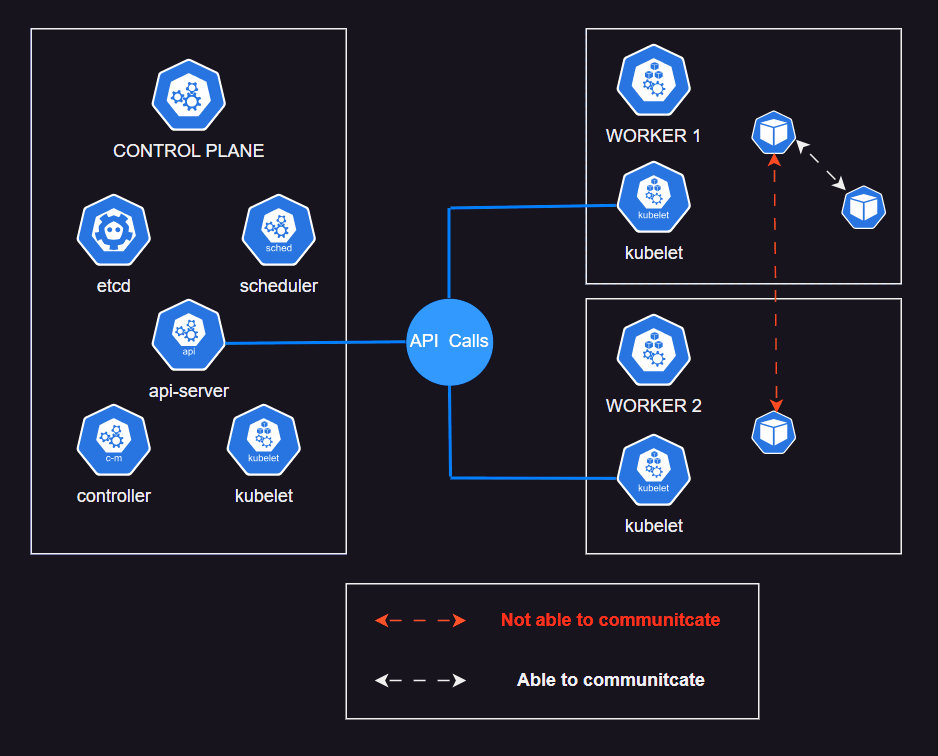 CONTROL PLANE
etcd
sched
scheduler
api
api-server
c-m
controller
kubelet
kubelet
API Calls
WORKER 1
kubelet
kubelet
WORKER 2
kubelet
kubelet
Not able to communitcate
Able to communitcate